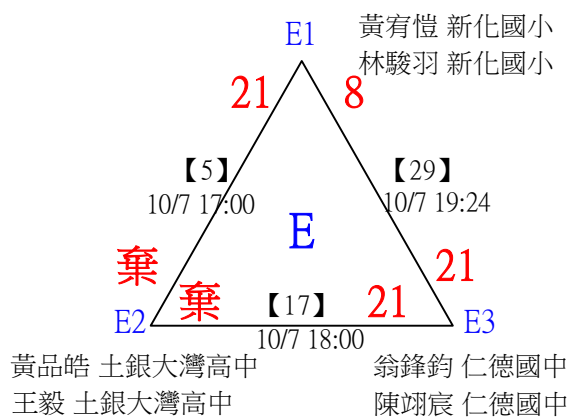 E1
黃宥愷 新化國小
林駿羽 新化國小
21
8
【5】
10/7 17:00
【29】
10/7 19:24
E
棄
21
棄
21
E2
【17】
10/7 18:00
E3
黃品皓 土銀大灣高中
王毅 土銀大灣高中
翁鋒鈞 仁德國中
陳翊宸 仁德國中